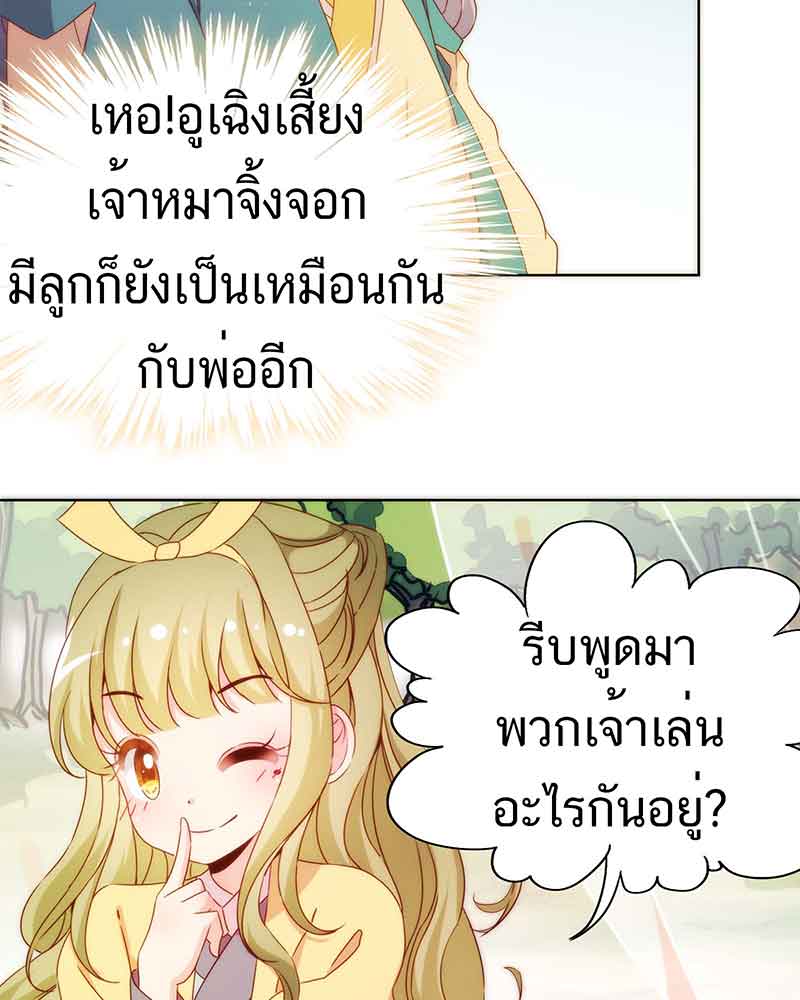 เหอ!อูเฉิงเสี้ยง
เจ้าหมาจิ้งจอก
มีลูกก็ยังเป็นเหมือนกัน
กับพ่ออีก
รีบพูดมา
พวกเจ้าเล่น
อะไรกันอยู่?